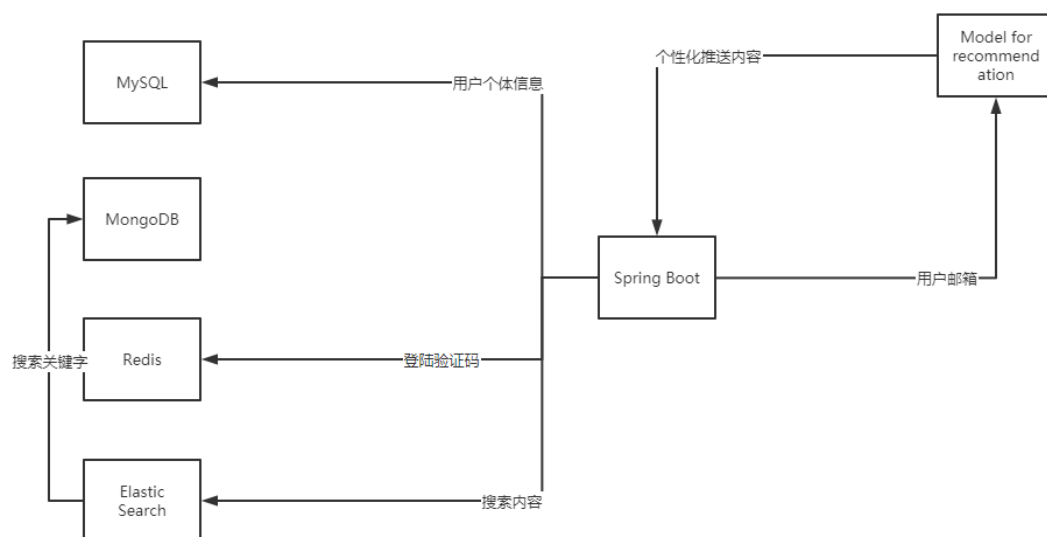 Model for
recommend
ation
个性化推送内容
MySQL
用户个体信息
MongoDB
Spring Boot
用户邮箱
搜索关键字
Redis
登陆验证码
Elastic
Search
搜索内容